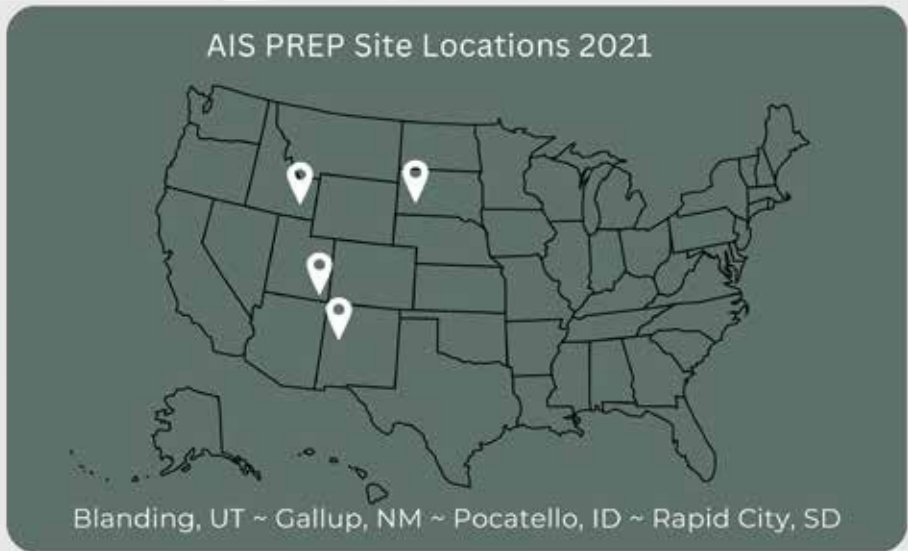 AIS PREP Site Locations 2021
Blanding, UT ~ Gallup, NM ~ Pocatello, ID ~ Rapid City, SD